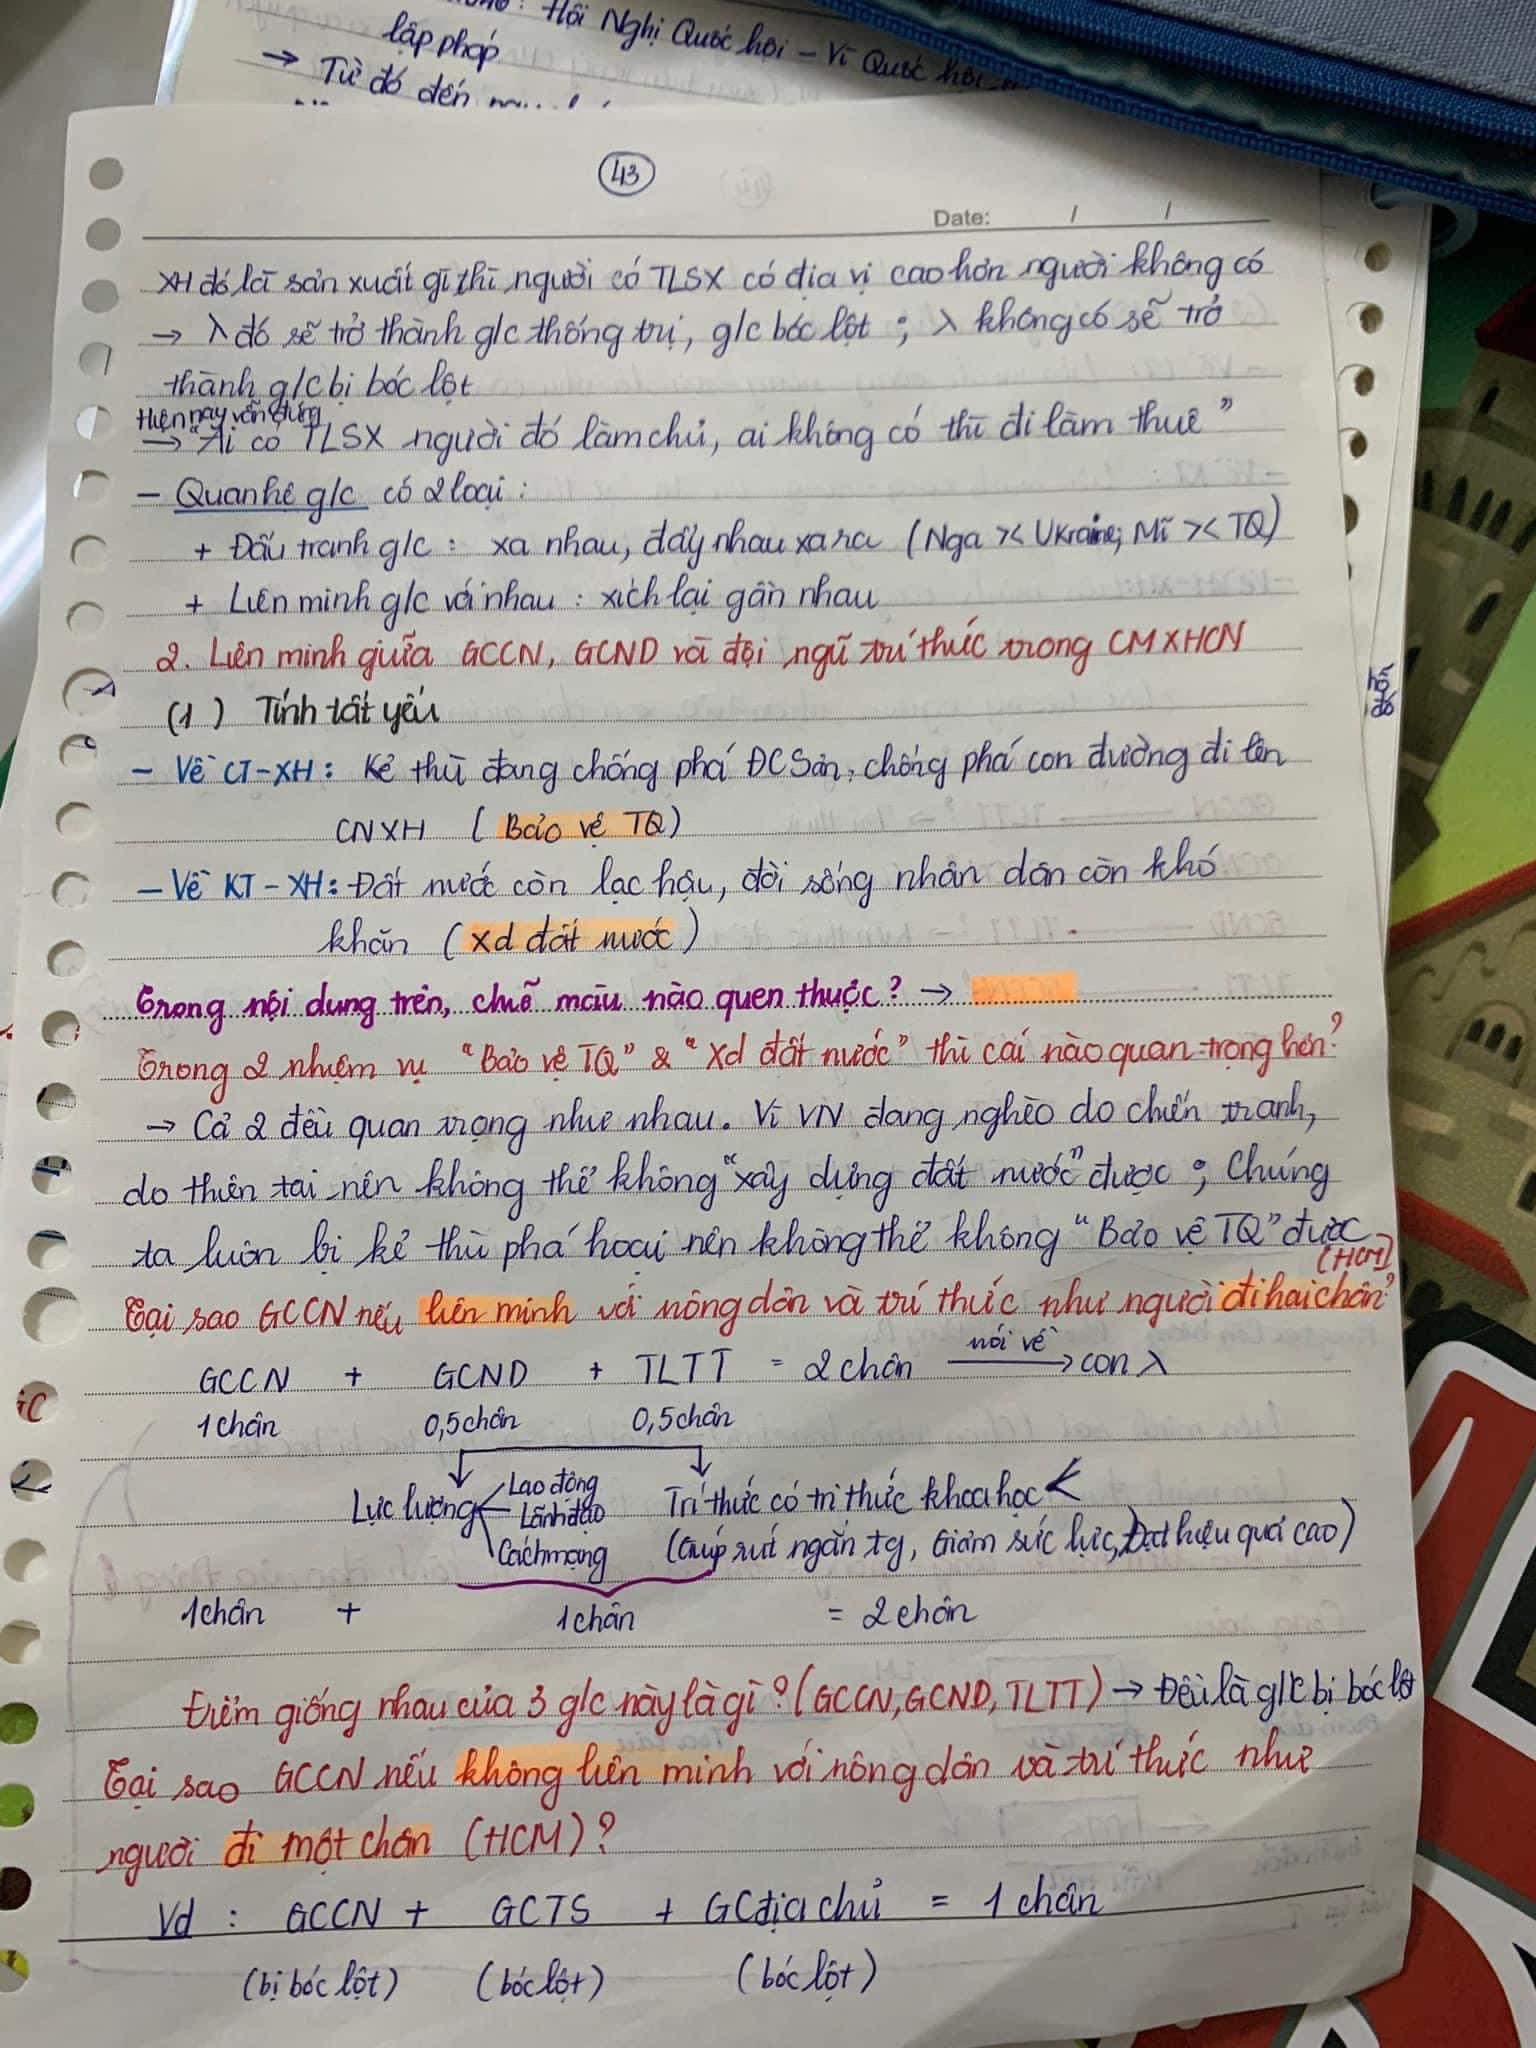 Hội Nghị Quốc hội – Vì Quốc hội
lập pháp
→ Từ đó đến
43
Date: / /
XH đó là sản xuất gì thì người có TLSX có địa vị cao hơn người không có
→ λ đó sẽ trở thành g/c thống trị, g/c bóc lột ; λ không có sẽ trở
thành g/c bị bóc lột
Hiện nay vẫn đúng
→ "Ai có TLSX người đó làm chủ, ai không có thì đi làm thuê"
– Quan hệ g/c có 2 loại :
+ Đấu tranh g/c : xa nhau, đẩy nhau xa ra (Nga >< Ukraine; Mĩ >< TQ)
+ Liên minh g/c với nhau : xích lại gần nhau
2. Liên minh giữa GCCN, GCND và đội ngũ trí thức trong CMXHCN
hồ
đó
(1) Tính tất yếu
– Về CT–XH : Kẻ thù đang chống phá ĐCSản, chống phá con đường đi lên
CNXH (Bảo vệ TQ)
– Về KT – XH : Đất nước còn lạc hậu, đời sống nhân dân còn khó
khăn (xd đất nước)
Trong nội dung trên, chỗ màu nào quen thuộc? →
Trong 2 nhiệm vụ "Bảo vệ TQ" & "Xd đất nước" thì cái nào quan trọng hơn?
→ Cả 2 đều quan trọng như nhau. Vì VN đang nghèo do chiến tranh,
do thiên tai nên không thể không "xây dựng đất nước" được ; Chúng
ta luôn bị kẻ thù phá hoại nên không thể không "Bảo vệ TQ" được
(HCM)
Tại sao GCCN nếu liên minh với nông dân và trí thức như người đi hai chân?
GCCN + GCND + TLTT = 2 chân nói về → con λ
1 chân 0,5 chân 0,5 chân
GC
Lực lượng Lao động Trí thức có tri thức khoa học <
Lãnh đạo
Cách mạng (Giúp rút ngắn tg, Giảm sức lực, Đạt hiệu quả cao)
1 chân + 1 chân = 2 chân
Điểm giống nhau của 3 g/c này là gì? (GCCN, GCND, TLTT) → Đều là g/c bị bóc lột
Tại sao GCCN nếu không liên minh với nông dân và trí thức như
người đi một chân (HCM)?
Vd : GCCN + GCTS + GC địa chủ = 1 chân
(bị bóc lột) (bóc lột) (bóc lột)